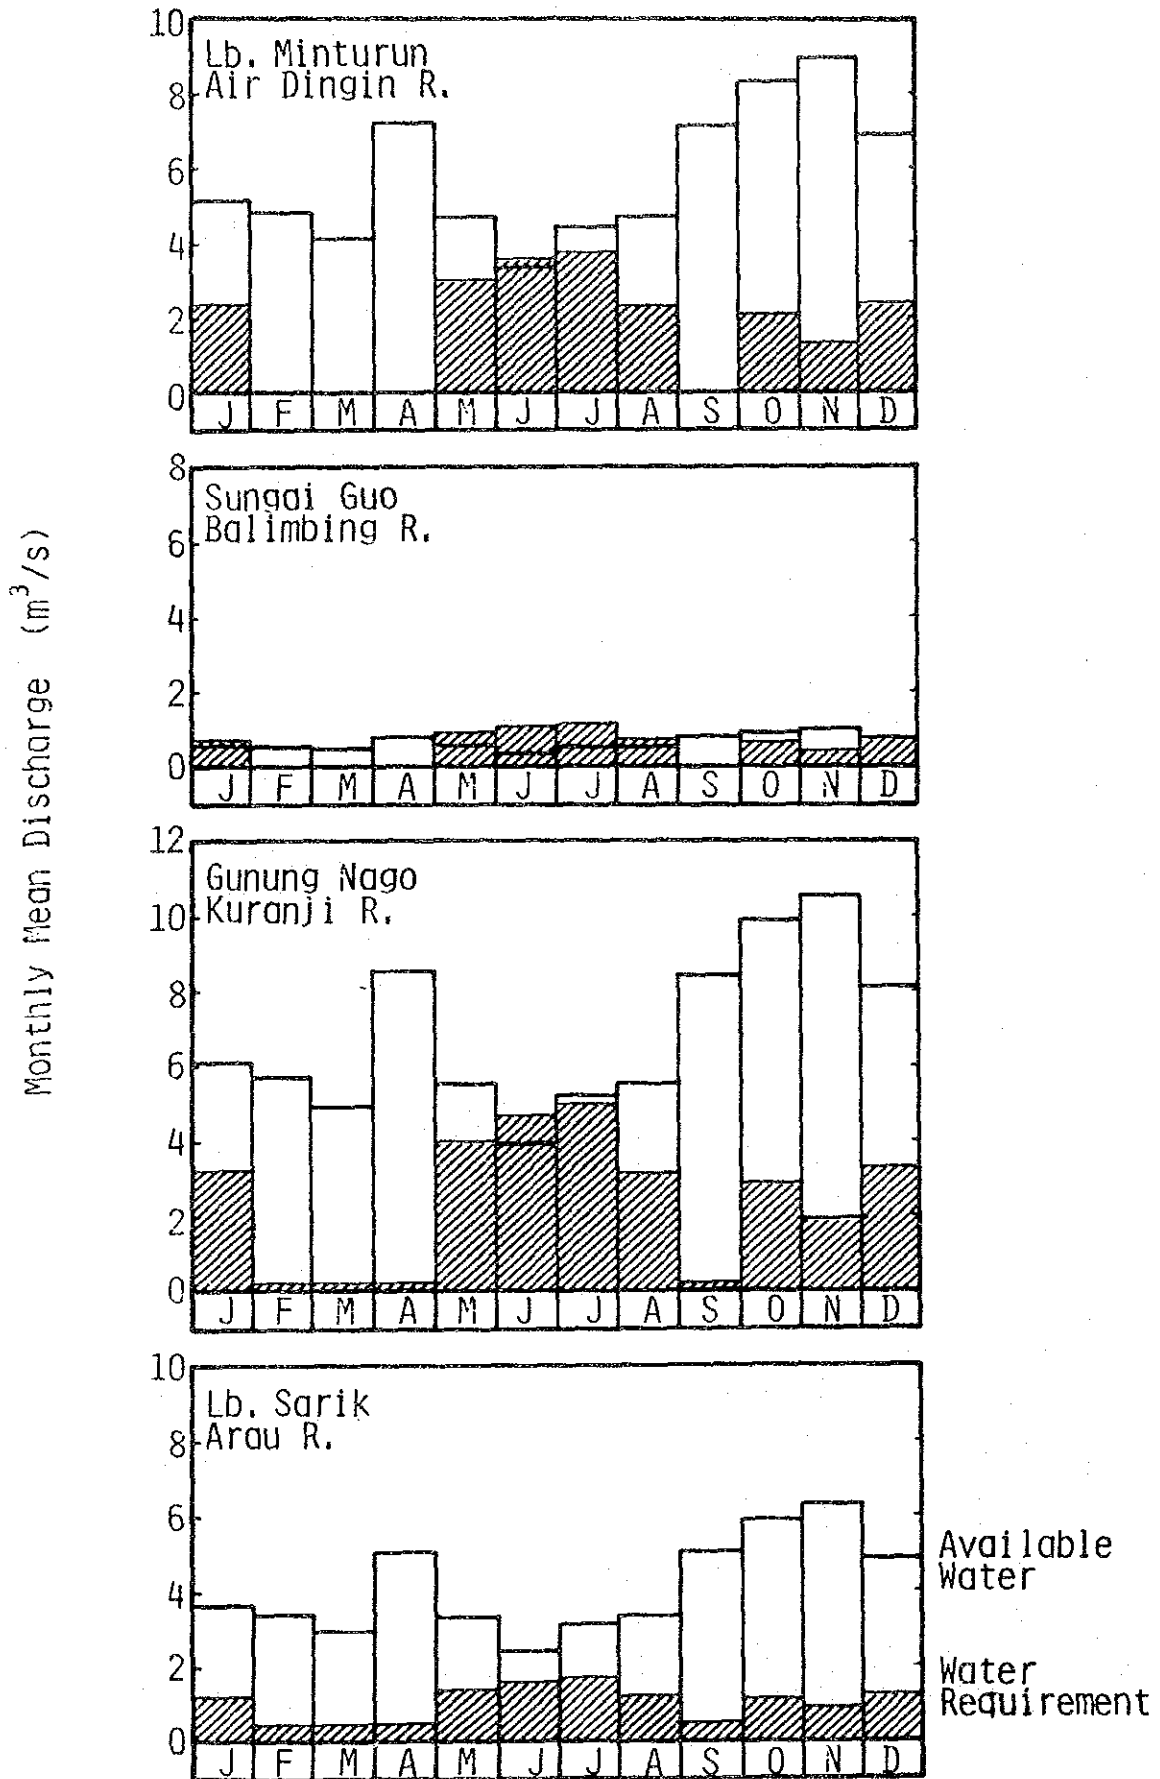 Monthly Mean Discharge (m³/s)
10
8
6
4
2
0
Lb. Minturun
Air Dingin R.
J F M A M J J A S O N D
8
6
4
2
0
Sungai Guo
Balimbing R.
J F M A M J J A S O N D
12
10
8
6
4
2
0
Gunung Nago
Kuranji R.
J F M A M J J A S O N D
10
8
6
4
2
0
Lb. Sarik
Arau R.
J F M A M J J A S O N D
Available
Water
Water
Requirement